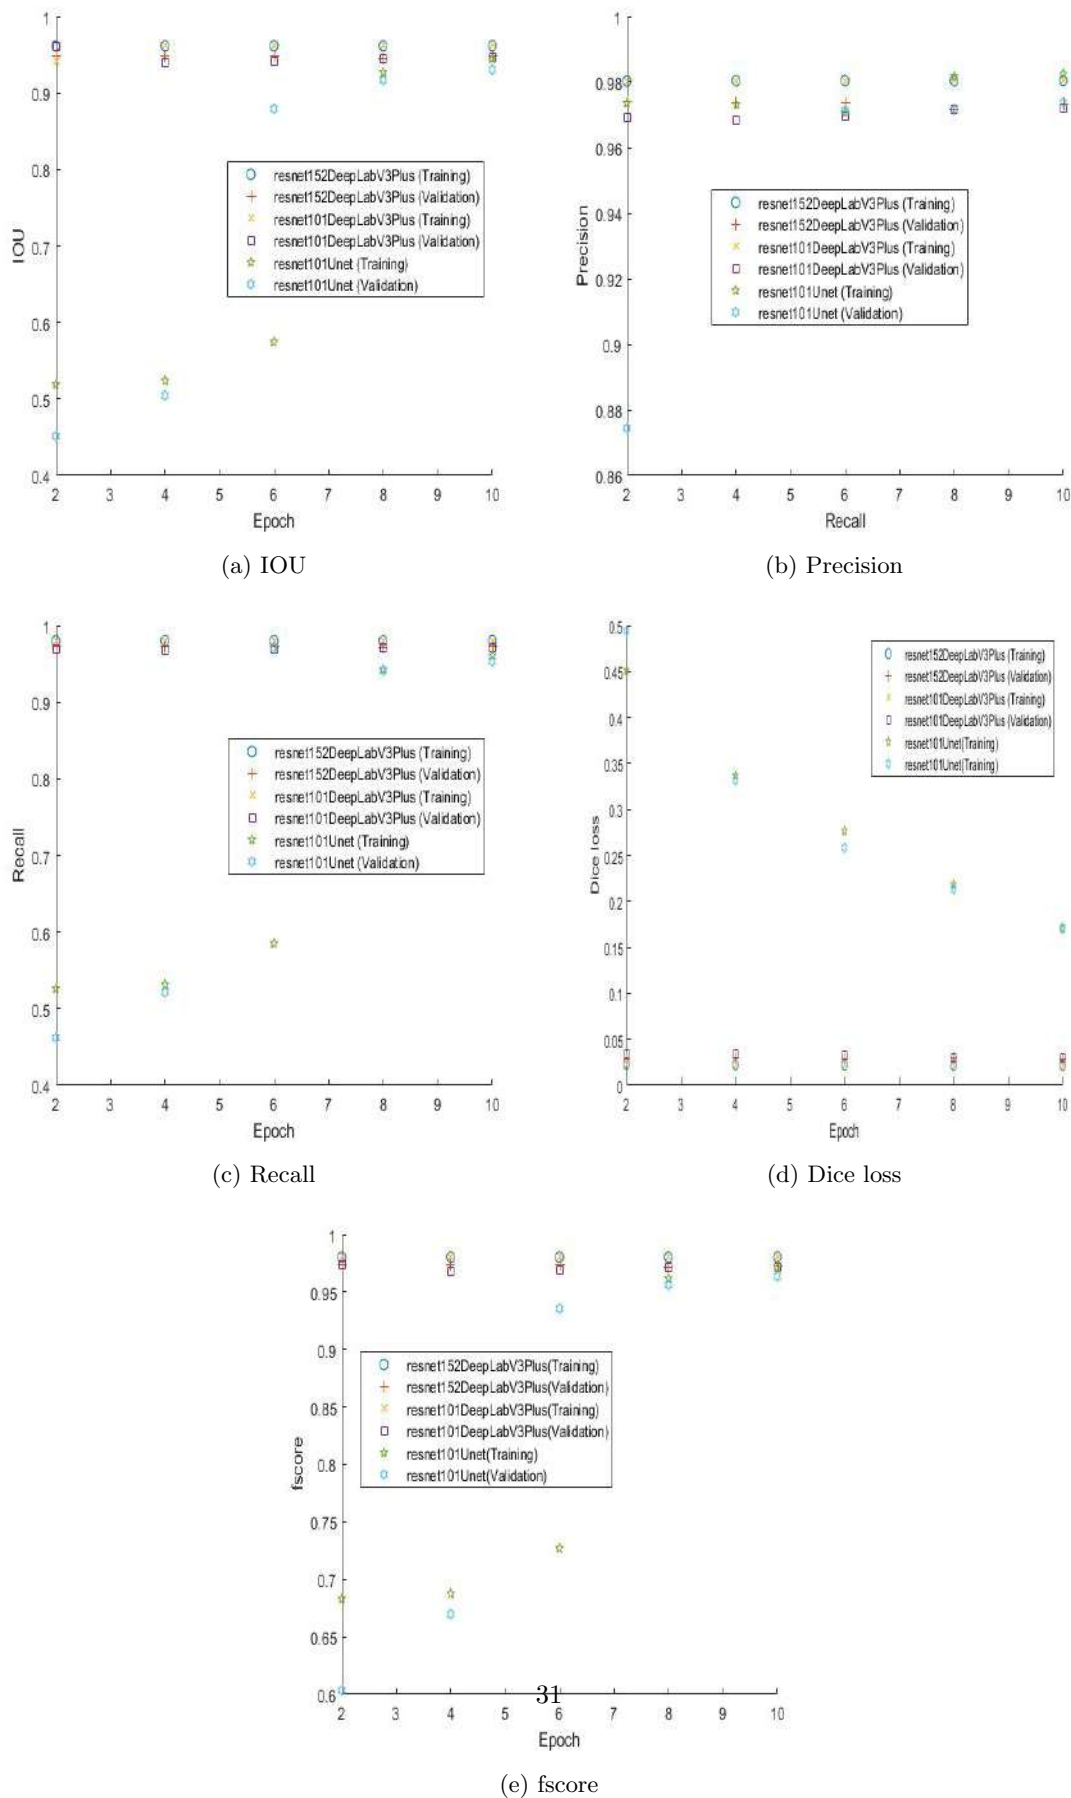 1
0.9
0.8
0.7
0.6
0.5
0.4
IOU
resnet152DeepLabV3Plus (Training)
resnet152DeepLabV3Plus (Validation)
resnet101DeepLabV3Plus (Training)
resnet101DeepLabV3Plus (Validation)
resnet101Unet (Training)
resnet101Unet (Validation)
2 3 4 5 6 7 8 9 10
Epoch
(a) IOU
1
0.98
0.96
0.94
0.92
0.9
0.88
0.86
Precision
resnet152DeepLabV3Plus (Training)
resnet152DeepLabV3Plus (Validation)
resnet101DeepLabV3Plus (Training)
resnet101DeepLabV3Plus (Validation)
resnet101Unet (Training)
resnet101Unet (Validation)
2 3 4 5 6 7 8 9 10
Recall
(b) Precision
1
0.9
0.8
0.7
0.6
0.5
0.4
Recall
resnet152DeepLabV3Plus (Training)
resnet152DeepLabV3Plus (Validation)
resnet101DeepLabV3Plus (Training)
resnet101DeepLabV3Plus (Validation)
resnet101Unet (Training)
resnet101Unet (Validation)
2 3 4 5 6 7 8 9 10
Epoch
(c) Recall
0.5
0.45
0.4
0.35
0.3
0.25
0.2
0.15
0.1
0.05
0
Dice loss
resnet152DeepLabV3Plus (Training)
resnet152DeepLabV3Plus (Validation)
resnet101DeepLabV3Plus (Training)
resnet101DeepLabV3Plus (Validation)
resnet101Unet(Training)
resnet101Unet(Training)
2 3 4 5 6 7 8 9 10
Epoch
(d) Dice loss
1
0.95
0.9
0.85
0.8
0.75
0.7
0.65
0.6
fscore
resnet152DeepLabV3Plus(Training)
resnet152DeepLabV3Plus(Validation)
resnet101DeepLabV3Plus(Training)
resnet101DeepLabV3Plus(Validation)
resnet101Unet(Training)
resnet101Unet(Validation)
31
2 3 4 5 6 7 8 9 10
Epoch
(e) fscore